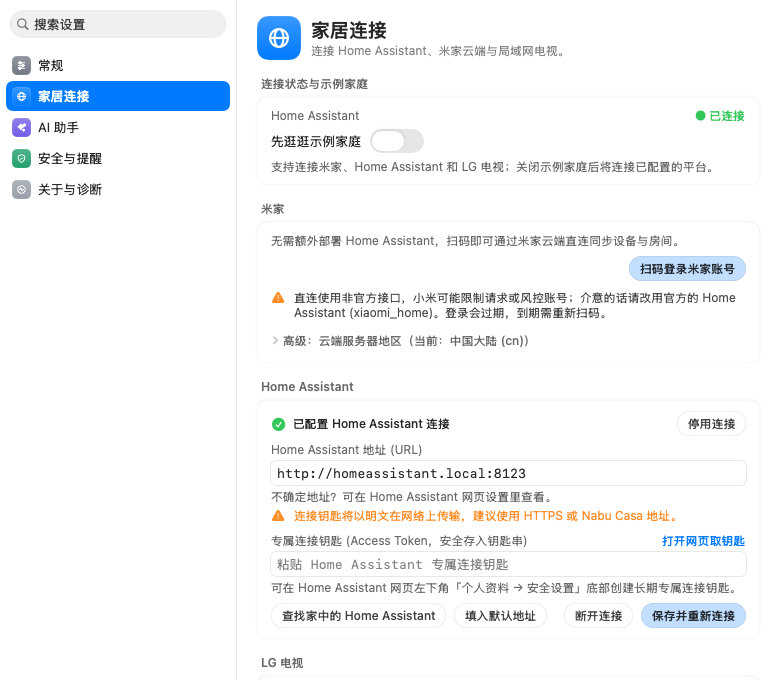 搜索设置
常规
家居连接
AI 助手
安全与提醒
关于与诊断
家居连接
连接 Home Assistant、米家云端与局域网电视。
连接状态与示例家庭
Home Assistant
已连接
先逛逛示例家庭
支持连接米家、Home Assistant 和 LG 电视；关闭示例家庭后将连接已配置的平台。
米家
无需额外部署 Home Assistant，扫码即可通过米家云端直连同步设备与房间。
扫码登录米家账号
直连使用非官方接口，小米可能限制请求或风控账号；介意的话请改用官方的 Home
Assistant (xiaomi_home)。登录会过期，到期需重新扫码。
高级：云端服务器地区（当前：中国大陆 (cn)）
Home Assistant
已配置 Home Assistant 连接
停用连接
Home Assistant 地址 (URL)
http://homeassistant.local:8123
不确定地址？可在 Home Assistant 网页设置里查看。
连接钥匙将以明文在网络上传输，建议使用 HTTPS 或 Nabu Casa 地址。
专属连接钥匙 (Access Token，安全存入钥匙串)
打开网页取钥匙
粘贴 Home Assistant 专属连接钥匙
可在 Home Assistant 网页左下角「个人资料 → 安全设置」底部创建长期专属连接钥匙。
查找家中的 Home Assistant
填入默认地址
断开连接
保存并重新连接
LG 电视